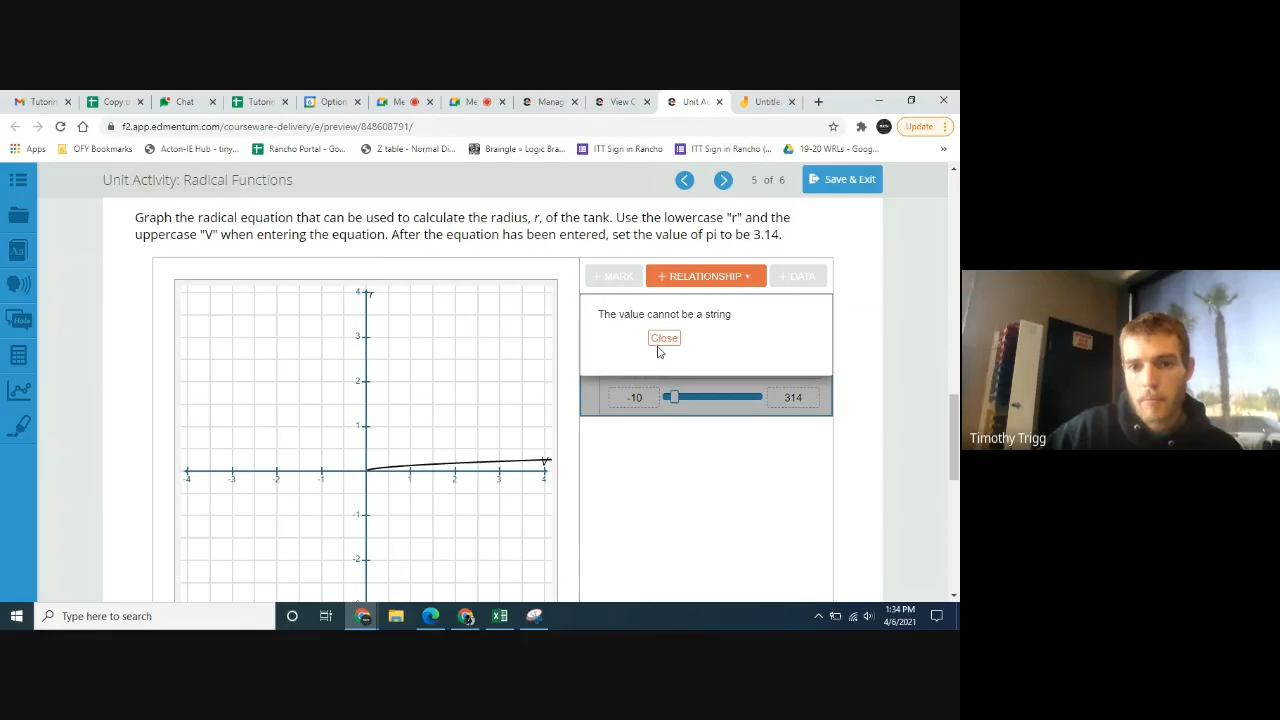 Tutorin
Copy o
Chat
Tutorin
Option
Me
Me
Manag
View C
Unit Ac
Untitle
f2.app.edmentum.com/courseware-delivery/e/preview/848608791/
Update
Apps
OFY Bookmarks
Acton-IE Hub - tiny...
Rancho Portal - Go...
Z table - Normal Di...
Braingle » Logic Bra...
ITT Sign in Rancho
ITT Sign in Rancho (...
19-20 WRLs - Goog...
»
Unit Activity: Radical Functions
5 of 6
Save & Exit
Graph the radical equation that can be used to calculate the radius, r, of the tank. Use the lowercase "r" and the
uppercase "V" when entering the equation. After the equation has been entered, set the value of pi to be 3.14.
+ MARK
+ RELATIONSHIP
+ DATA
The value cannot be a string
Close
-10
314
4
r
3
2
1
V
-4 -3 -2 -1 1 2 3 4
-1
-2
Hola
Timothy Trigg
Type here to search
1:34 PM
4/6/2021